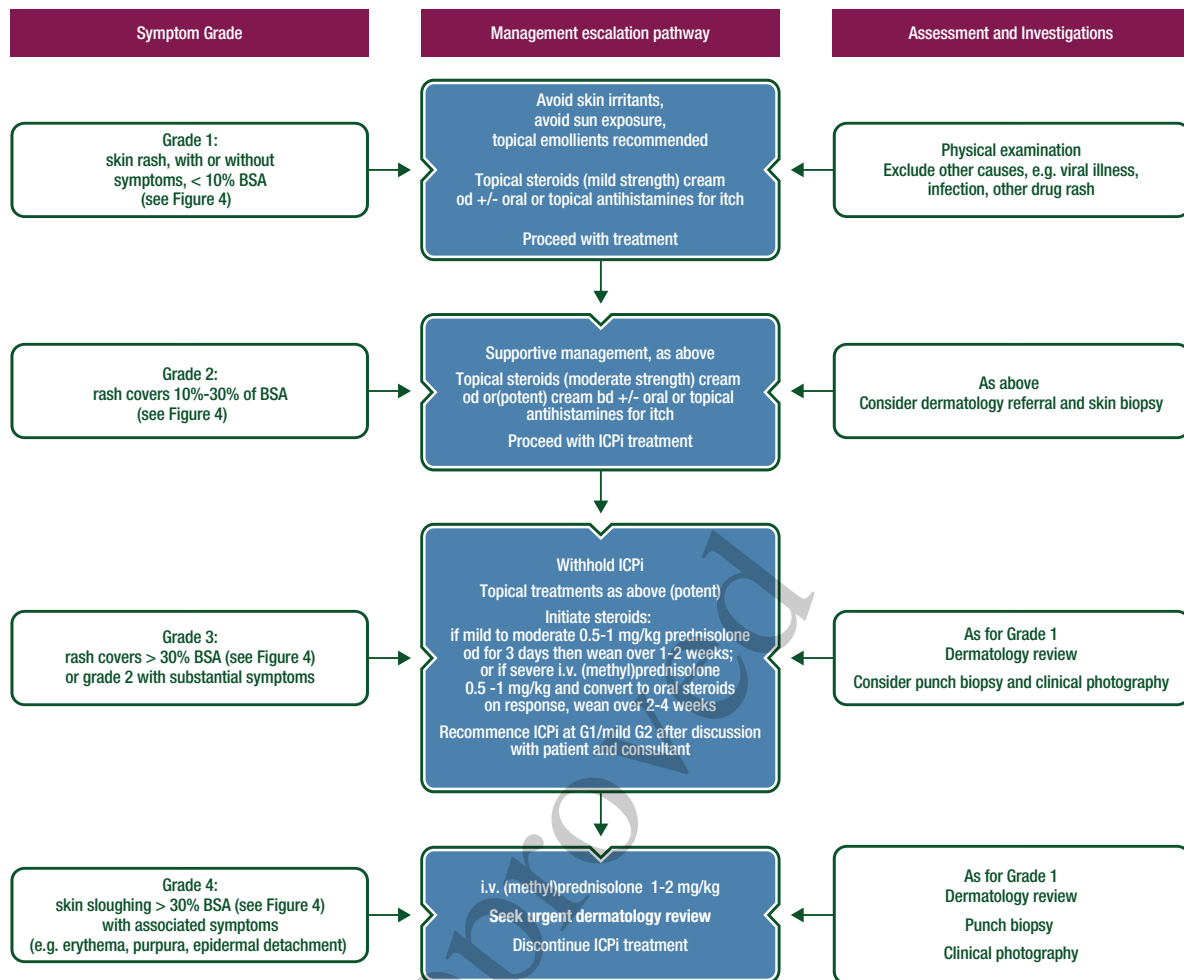 Symptom Grade
Management escalation pathway
Assessment and Investigations
Grade 1:
skin rash, with or without
symptoms, < 10% BSA
(see Figure 4)
Avoid skin irritants,
avoid sun exposure,
topical emollients recommended
Topical steroids (mild strength) cream
od +/- oral or topical antihistamines for itch
Proceed with treatment
Physical examination
Exclude other causes, e.g. viral illness,
infection, other drug rash
Grade 2:
rash covers 10%-30% of BSA
(see Figure 4)
Supportive management, as above
Topical steroids (moderate strength) cream
od or(potent) cream bd +/- oral or topical
antihistamines for itch
Proceed with ICPi treatment
As above
Consider dermatology referral and skin biopsy
Grade 3:
rash covers > 30% BSA (see Figure 4)
or grade 2 with substantial symptoms
Withhold ICPi
Topical treatments as above (potent)
Initiate steroids:
if mild to moderate 0.5-1 mg/kg prednisolone
od for 3 days then wean over 1-2 weeks;
or if severe i.v. (methyl)prednisolone
0.5 -1 mg/kg and convert to oral steroids
on response, wean over 2-4 weeks
Recommence ICPi at G1/mild G2 after discussion
with patient and consultant
As for Grade 1
Dermatology review
Consider punch biopsy and clinical photography
Grade 4:
skin sloughing > 30% BSA (see Figure 4)
with associated symptoms
(e.g. erythema, purpura, epidermal detachment)
i.v. (methyl)prednisolone 1-2 mg/kg
Seek urgent dermatology review
Discontinue ICPi treatment
As for Grade 1
Dermatology review
Punch biopsy
Clinical photography
proved